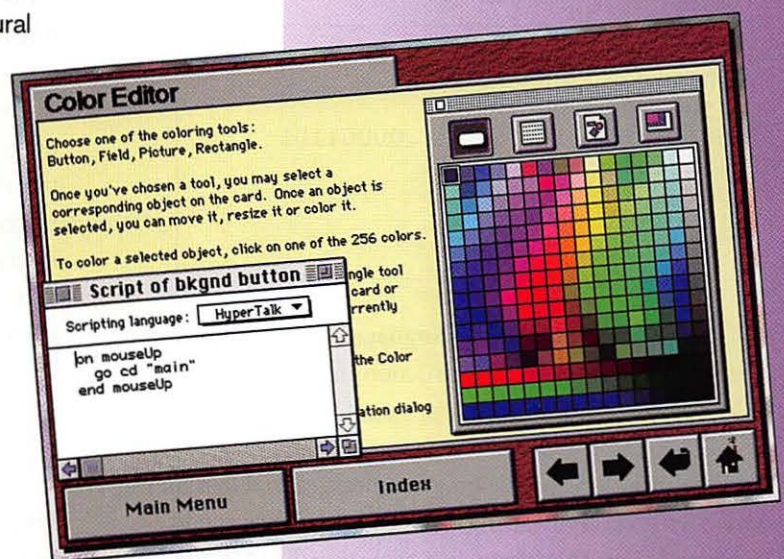 ural
Color Editor
Choose one of the coloring tools:
Button, Field, Picture, Rectangle.
Once you've chosen a tool, you may select a
corresponding object on the card. Once an object is
selected, you can move it, resize it or color it.
To color a selected object, click on one of the 256 colors.
ngle tool
card or
rrently
the Color
ation dialog
Script of bkgnd button
Scripting language: HyperTalk
on mouseUp
go cd "main"
end mouseUp
Main Menu
Index